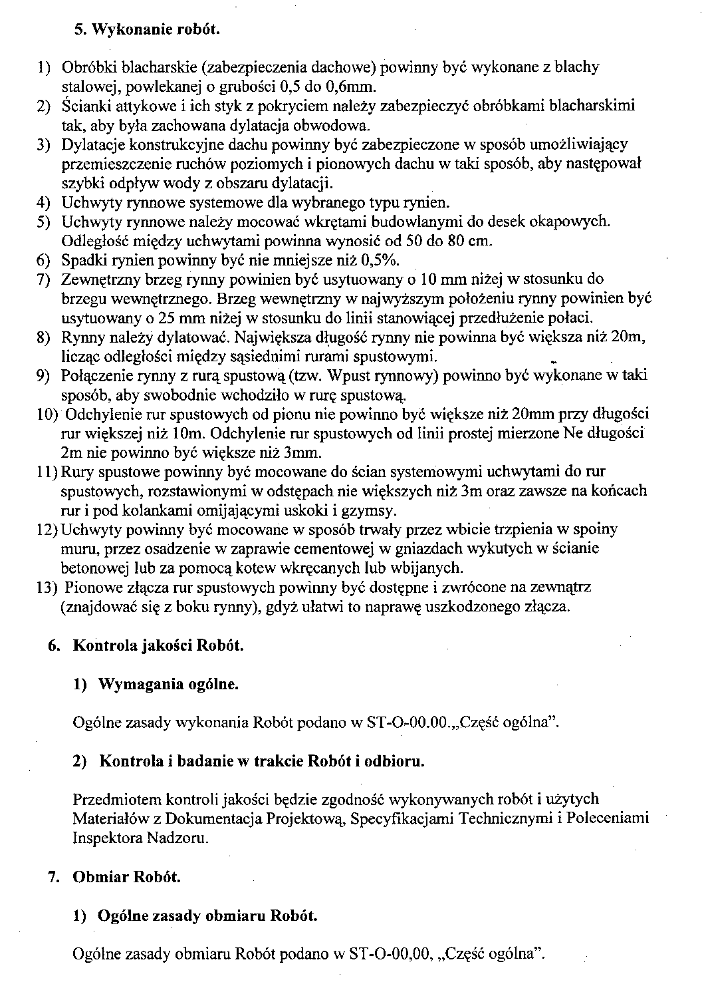 5. Wykonanie robót.
1) Obróbki blacharskie (zabezpieczenia dachowe) powinny być wykonane z blachy
stalowej, powlekanej o grubości 0,5 do 0,6mm.
2) Ścianki attykowe i ich styk z pokryciem należy zabezpieczyć obróbkami blacharskimi
tak, aby była zachowana dylatacja obwodowa.
3) Dylatacje konstrukcyjne dachu powinny być zabezpieczone w sposób umożliwiający
przemieszczenie ruchów poziomych i pionowych dachu w taki sposób, aby następował
szybki odpływ wody z obszaru dylatacji.
4) Uchwyty rynnowe systemowe dla wybranego typu rynien.
5) Uchwyty rynnowe należy mocować wkrętami budowlanymi do desek okapowych.
Odległość między uchwytami powinna wynosić od 50 do 80 cm.
6) Spadki rynien powinny być nie mniejsze niż 0,5%.
7) Zewnętrzny brzeg rynny powinien być usytuowany o 10 mm niżej w stosunku do
brzegu wewnętrznego. Brzeg wewnętrzny w najwyższym położeniu rynny powinien być
usytuowany o 25 mm niżej w stosunku do linii stanowiącej przedłużenie połaci.
8) Rynny należy dylatować. Największa długość rynny nie powinna być większa niż 20m,
licząc odległości między sąsiednimi rurami spustowymi.
9) Połączenie rynny z rurą spustową (tzw. Wpust rynnowy) powinno być wykonane w taki
sposób, aby swobodnie wchodziło w rurę spustową.
10) Odchylenie rur spustowych od pionu nie powinno być większe niż 20mm przy długości
rur większej niż 10m. Odchylenie rur spustowych od linii prostej mierzone Ne długości
2m nie powinno być większe niż 3mm.
11) Rury spustowe powinny być mocowane do ścian systemowymi uchwytami do rur
spustowych, rozstawionymi w odstępach nie większych niż 3m oraz zawsze na końcach
rur i pod kolankami omijającymi uskoki i gzymsy.
12) Uchwyty powinny być mocowane w sposób trwały przez wbicie trzpienia w spoiny
muru, przez osadzenie w zaprawie cementowej w gniazdach wykutych w ścianie
betonowej lub za pomocą kotew wkręcanych lub wbijanych.
13) Pionowe złącza rur spustowych powinny być dostępne i zwrócone na zewnątrz
(znajdować się z boku rynny), gdyż ułatwi to naprawę uszkodzonego złącza.
6. Kontrola jakości Robót.
1) Wymagania ogólne.
Ogólne zasady wykonania Robót podano w ST-O-00.00.„Część ogólna”.
2) Kontrola i badanie w trakcie Robót i odbioru.
Przedmiotem kontroli jakości będzie zgodność wykonywanych robót i użytych
Materiałów z Dokumentacja Projektową, Specyfikacjami Technicznymi i Poleceniami
Inspektora Nadzoru.
7. Obmiar Robót.
1) Ogólne zasady obmiaru Robót.
Ogólne zasady obmiaru Robót podano w ST-O-00,00, „Część ogólna”.